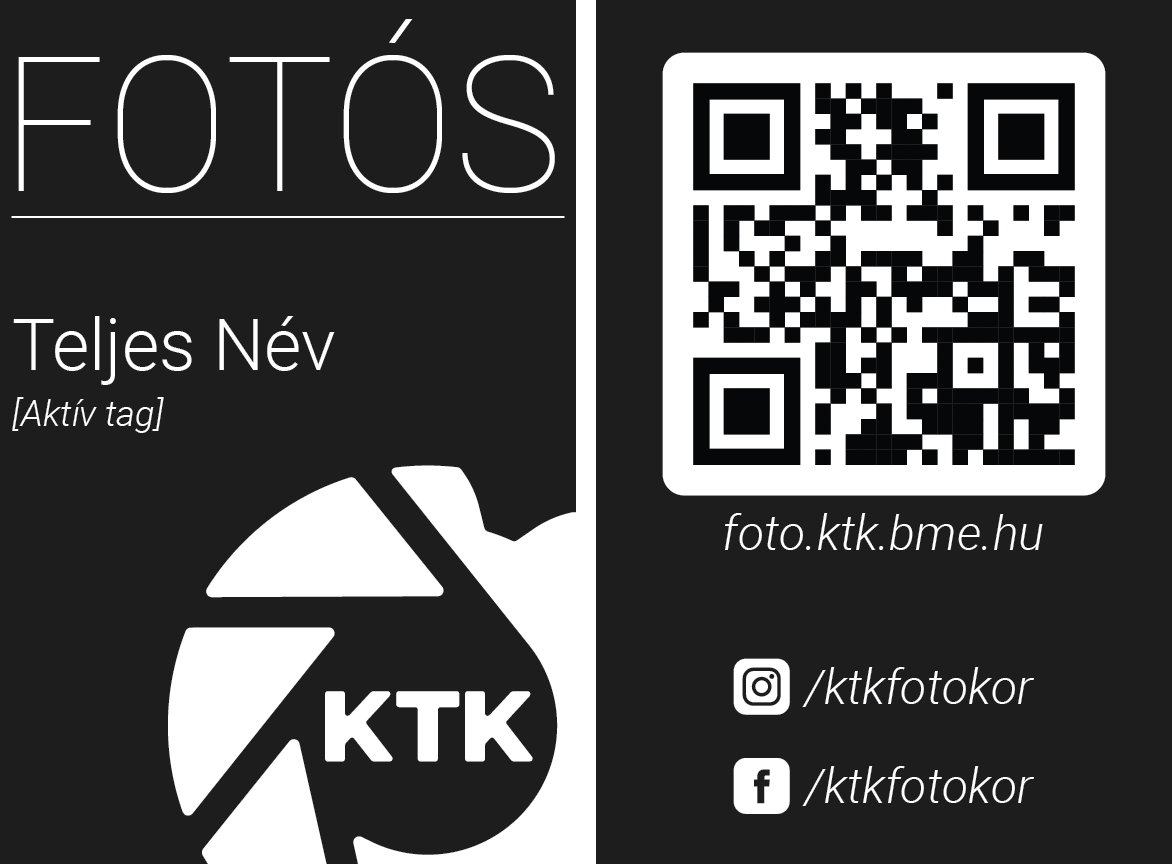 FOTÓS
Teljes Név
[Aktív tag]
KTK
foto.ktk.bme.hu
/ktkfotokor
/ktkfotokor